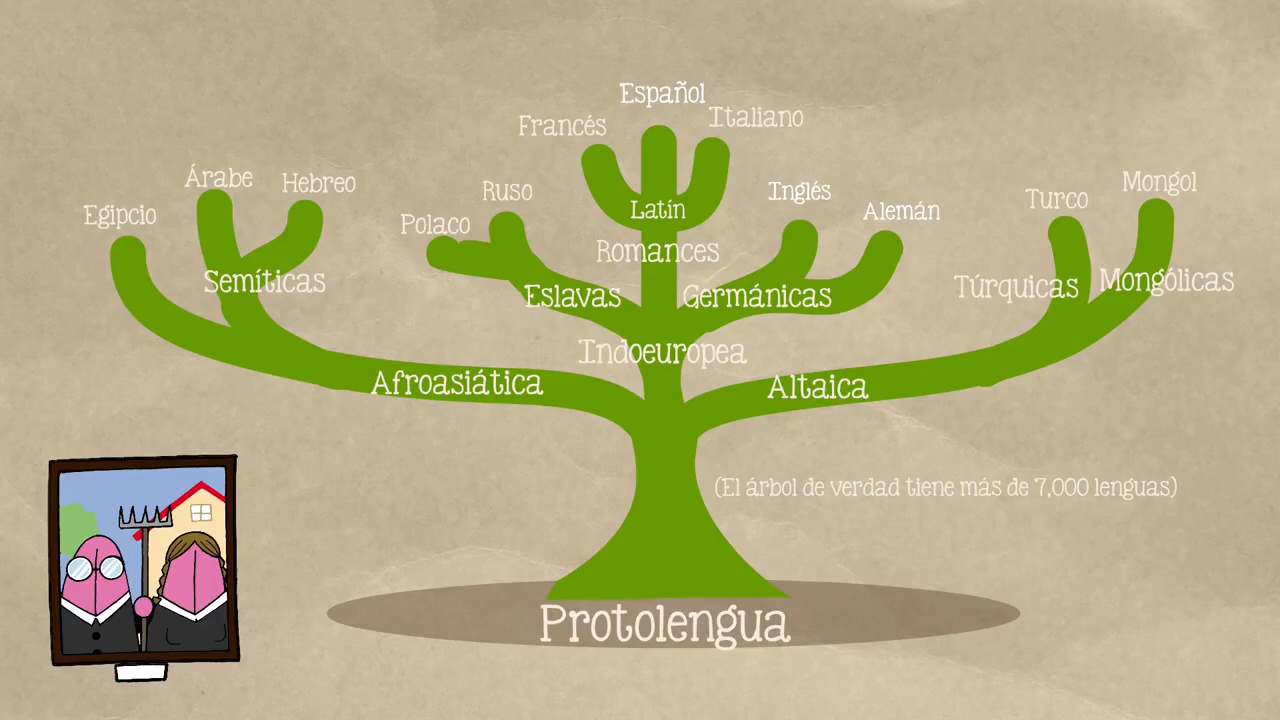 Español
Francés
Italiano
Árabe
Hebreo
Egipcio
Ruso
Polaco
Inglés
Alemán
Turco
Mongol
Latín
Romances
Semíticas
Eslavas
Germánicas
Túrquicas
Mongólicas
Indoeuropea
Afroasiática
Altaica
(El árbol de verdad tiene más de 7,000 lenguas)
Protolengua